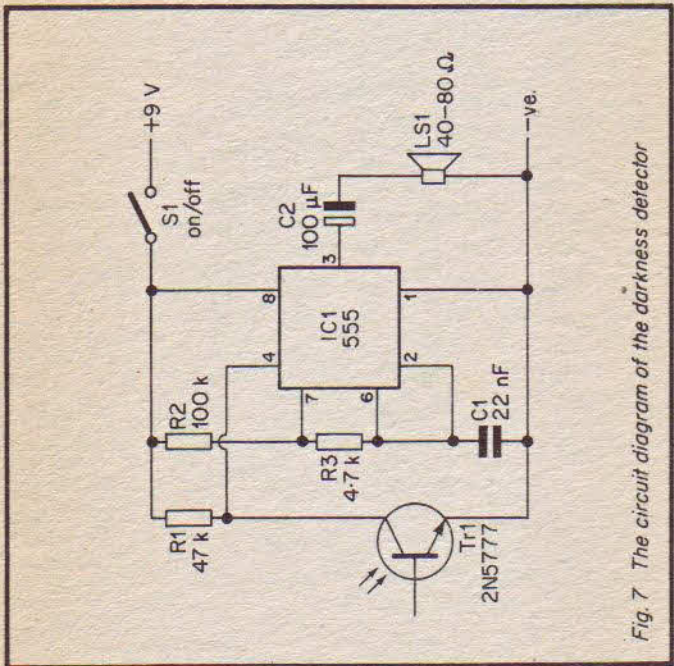 +9 V
S1
on/off
R2
100 k
R1
47 k
4
8
7
IC1
555
3
C2
100 µF
LS1
40–80 Ω
R3
4·7 k
6
2
1
C1
22 nF
Tr1
2N5777
–ve.
Fig. 7 The circuit diagram of the darkness detector